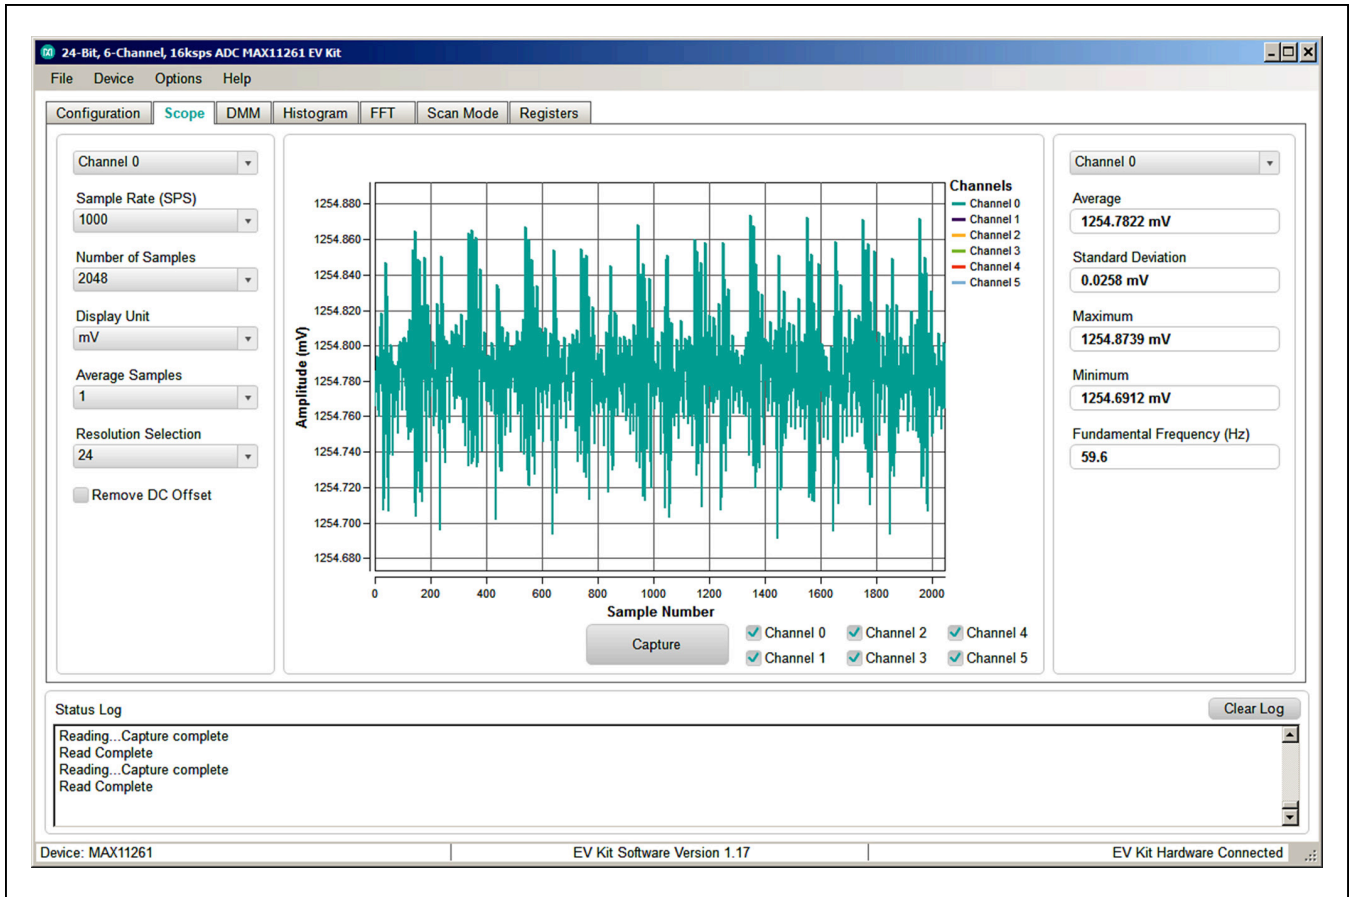 24-Bit, 6-Channel, 16ksps ADC MAX11261 EV Kit
File Device Options Help
Configuration Scope DMM Histogram FFT Scan Mode Registers
Channel 0
Sample Rate (SPS)
1000
Number of Samples
2048
Display Unit
mV
Average Samples
1
Resolution Selection
24
Remove DC Offset
Amplitude (mV)
1254.880
1254.860
1254.840
1254.820
1254.800
1254.780
1254.760
1254.740
1254.720
1254.700
1254.680
0 200 400 600 800 1000 1200 1400 1600 1800 2000
Sample Number
Channels
Channel 0
Channel 1
Channel 2
Channel 3
Channel 4
Channel 5
Capture
Channel 0 Channel 2 Channel 4
Channel 1 Channel 3 Channel 5
Channel 0
Average
1254.7822 mV
Standard Deviation
0.0258 mV
Maximum
1254.8739 mV
Minimum
1254.6912 mV
Fundamental Frequency (Hz)
59.6
Status Log
Clear Log
Reading...Capture complete
Read Complete
Reading...Capture complete
Read Complete
Device: MAX11261 EV Kit Software Version 1.17 EV Kit Hardware Connected